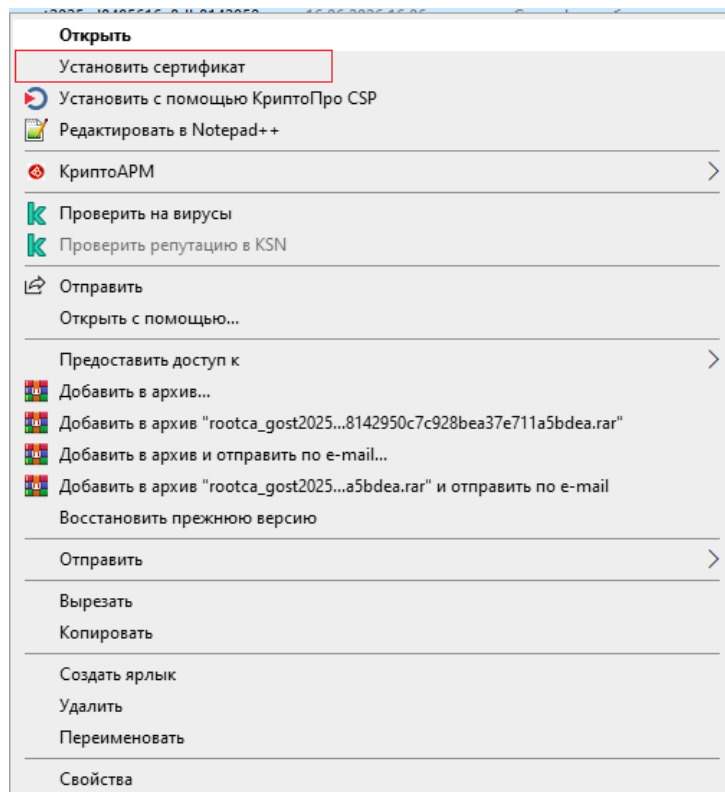 Открыть
Установить сертификат
Установить с помощью КриптоПро CSP
Редактировать в Notepad++
КриптоАРМ
Проверить на вирусы
Проверить репутацию в KSN
Отправить
Открыть с помощью...
Предоставить доступ к
Добавить в архив...
Добавить в архив "rootca_gost2025...8142950c7c928bea37e711a5bdea.rar"
Добавить в архив и отправить по e-mail...
Добавить в архив "rootca_gost2025...a5bdea.rar" и отправить по e-mail
Восстановить прежнюю версию
Отправить
Вырезать
Копировать
Создать ярлык
Удалить
Переименовать
Свойства